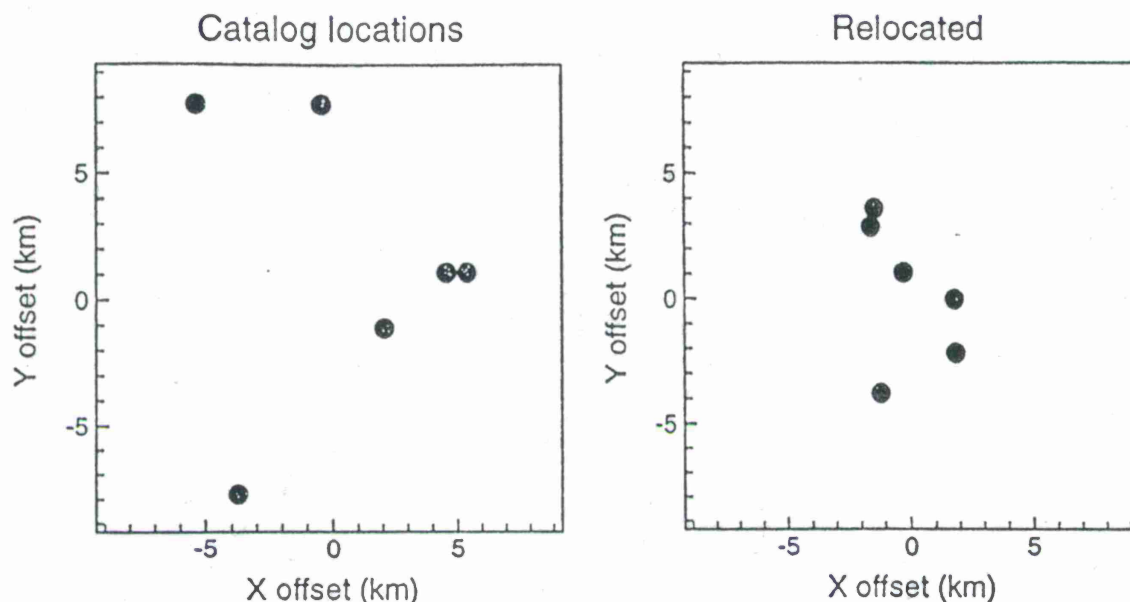 Catalog locations
5
0
-5
Y offset (km)
-5 0 5
X offset (km)
Relocated
5
0
-5
Y offset (km)
-5 0 5
X offset (km)